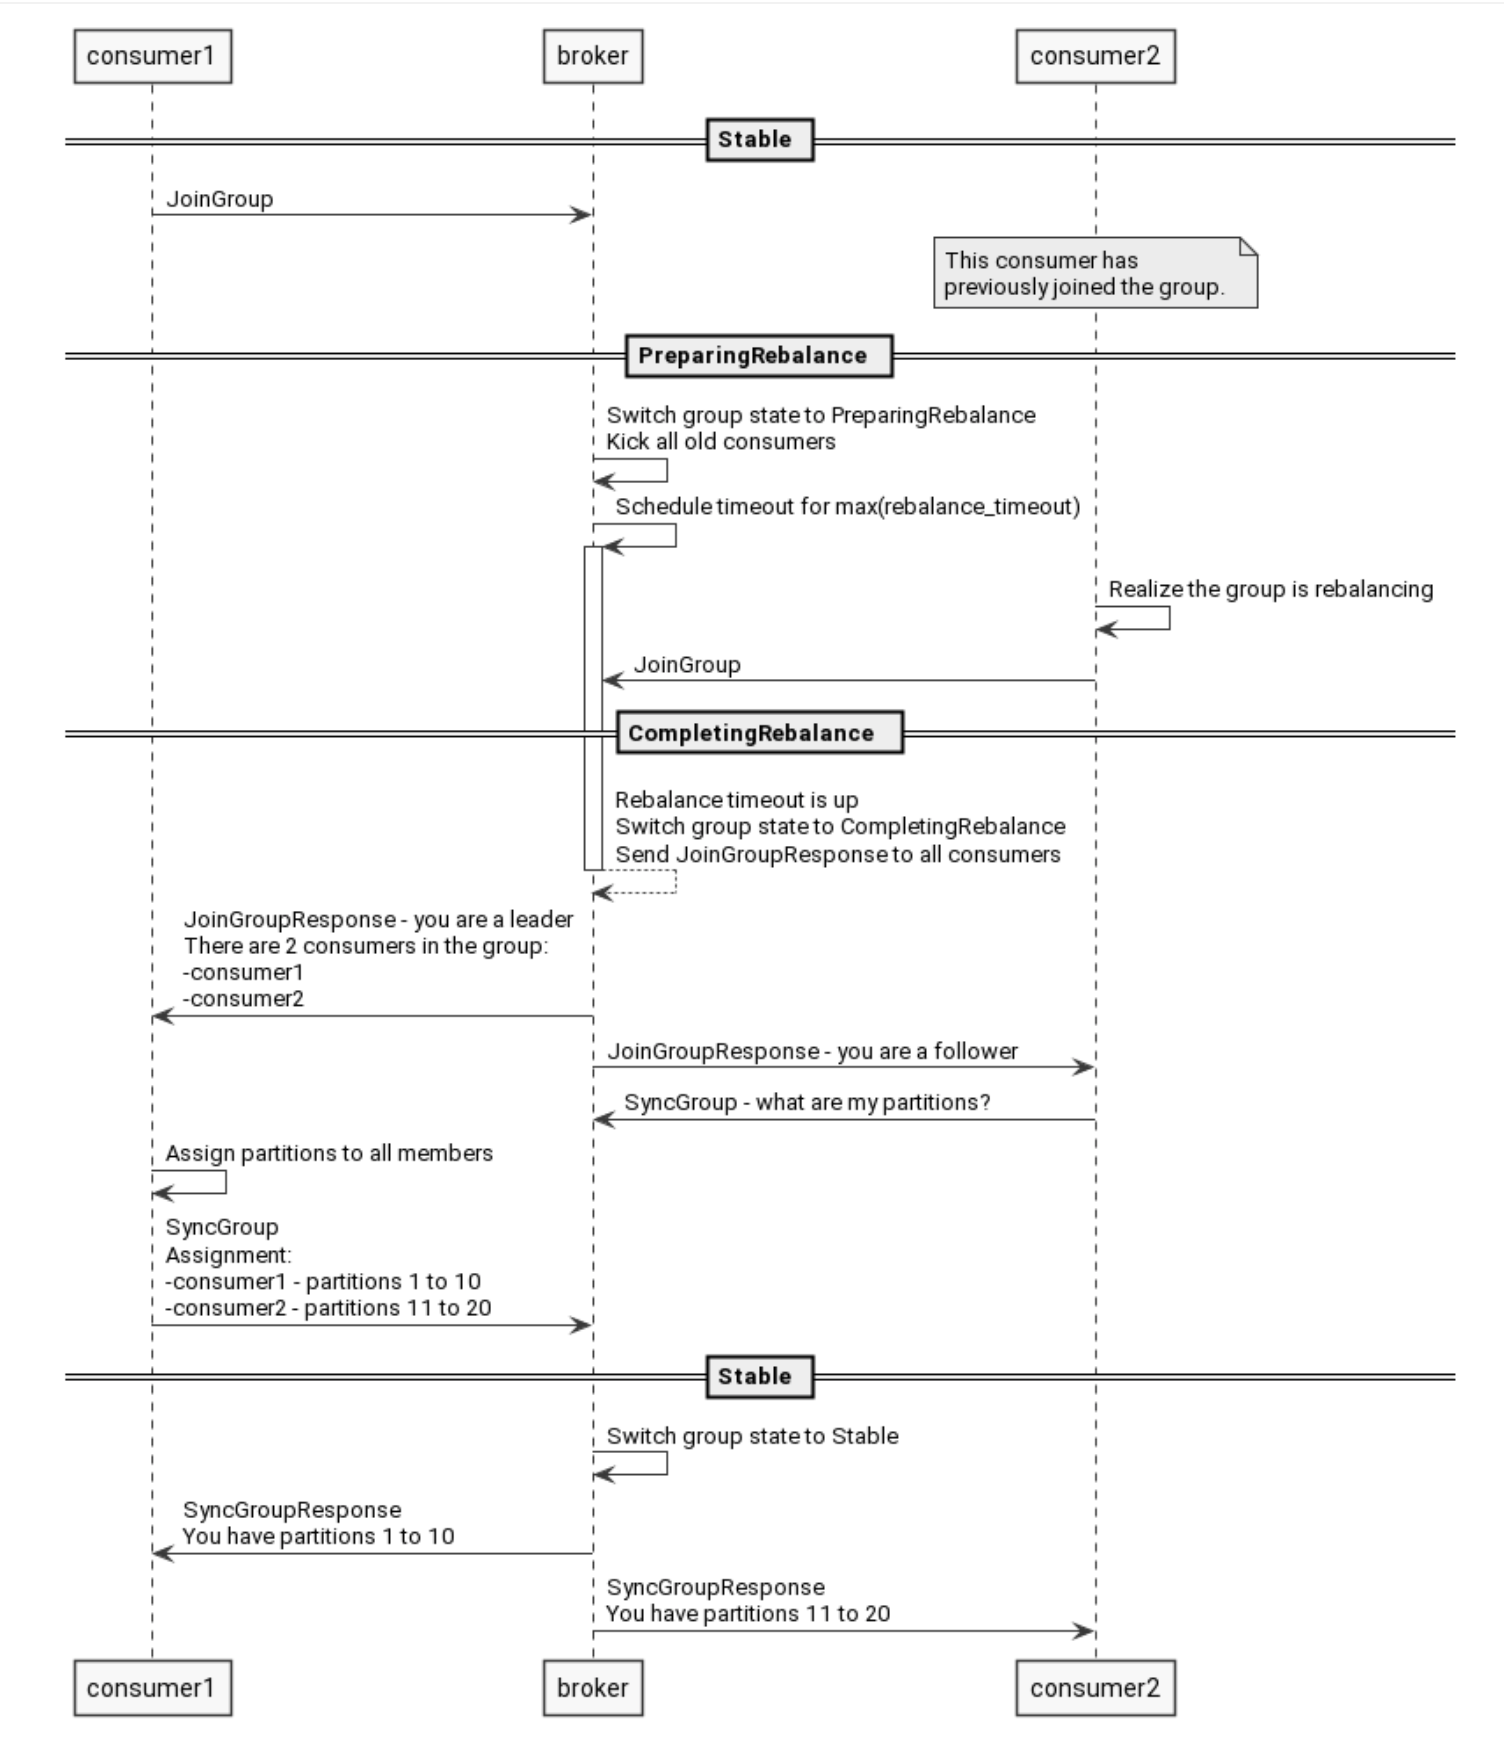 consumer1
broker
consumer2
Stable
JoinGroup
This consumer has
previously joined the group.
PreparingRebalance
Switch group state to PreparingRebalance
Kick all old consumers
Schedule timeout for max(rebalance_timeout)
Realize the group is rebalancing
JoinGroup
CompletingRebalance
Rebalance timeout is up
Switch group state to CompletingRebalance
Send JoinGroupResponse to all consumers
JoinGroupResponse - you are a leader
There are 2 consumers in the group:
-consumer1
-consumer2
JoinGroupResponse - you are a follower
SyncGroup - what are my partitions?
Assign partitions to all members
SyncGroup
Assignment:
-consumer1 - partitions 1 to 10
-consumer2 - partitions 11 to 20
Stable
Switch group state to Stable
SyncGroupResponse
You have partitions 1 to 10
SyncGroupResponse
You have partitions 11 to 20
consumer1
broker
consumer2